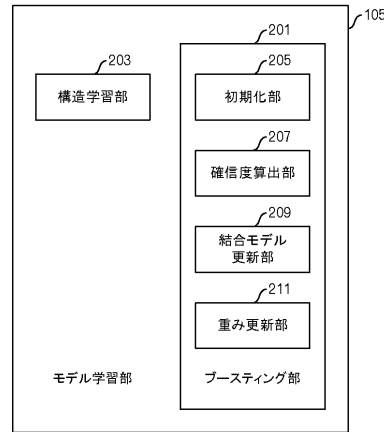 105
201
203
構造学習部
205
初期化部
207
確信度算出部
209
結合モデル
更新部
211
重み更新部
モデル学習部
ブースティング部